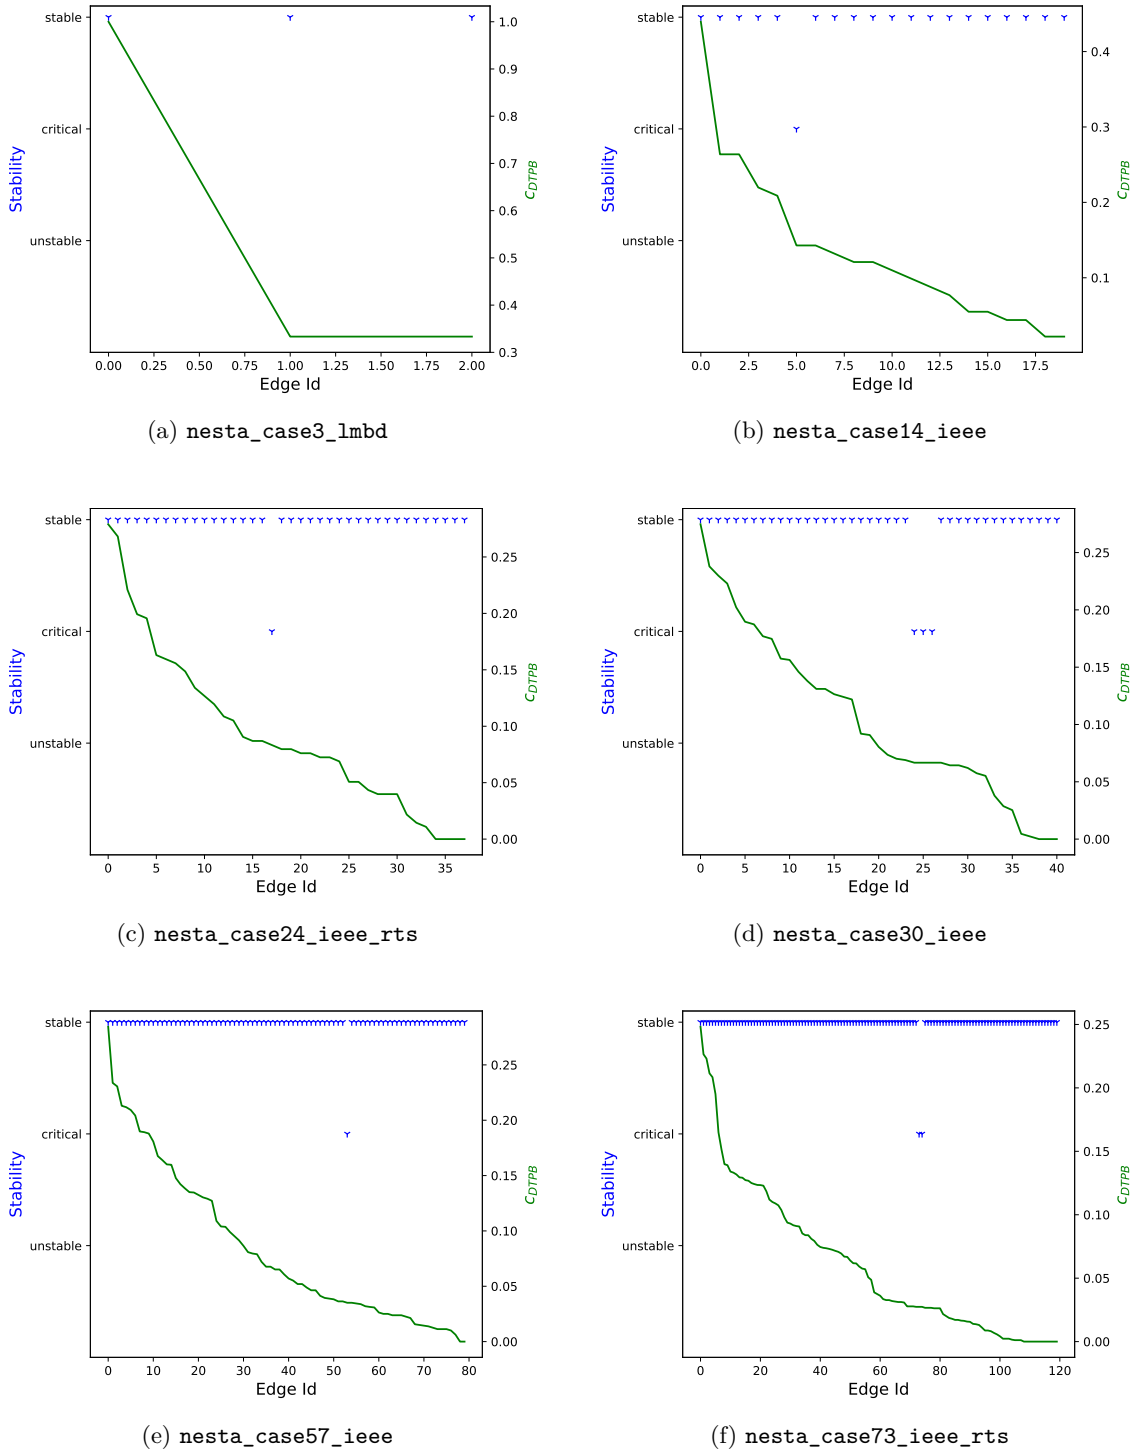 stable
critical
unstable
Stability
1.0
0.9
0.8
0.7
0.6
0.5
0.4
0.3
C_DTPB
0.00 0.25 0.50 0.75 1.00 1.25 1.50 1.75 2.00
Edge Id
(a) nesta_case3_lmbd
stable
critical
unstable
Stability
0.4
0.3
0.2
0.1
C_DTPB
0.0 2.5 5.0 7.5 10.0 12.5 15.0 17.5
Edge Id
(b) nesta_case14_ieee
stable
critical
unstable
Stability
0.25
0.20
0.15
0.10
0.05
0.00
C_DTPB
0 5 10 15 20 25 30 35
Edge Id
(c) nesta_case24_ieee_rts
stable
critical
unstable
Stability
0.25
0.20
0.15
0.10
0.05
0.00
C_DTPB
0 5 10 15 20 25 30 35 40
Edge Id
(d) nesta_case30_ieee
stable
critical
unstable
Stability
0.25
0.20
0.15
0.10
0.05
0.00
C_DTPB
0 10 20 30 40 50 60 70 80
Edge Id
(e) nesta_case57_ieee
stable
critical
unstable
Stability
0.25
0.20
0.15
0.10
0.05
0.00
C_DTPB
0 20 40 60 80 100 120
Edge Id
(f) nesta_case73_ieee_rts